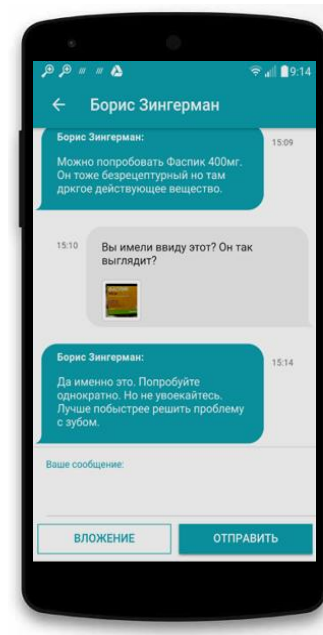 9:14
Борис Зингерман
Борис Зингерман:
15:09
Можно попробовать Фаспик 400мг.
Он тоже безрецептурный но там
дркгое действующее вещество.
15:10
Вы имели ввиду этот? Он так
выглядит?
Борис Зингерман:
15:14
Да именно это. Попробуйте
однократно. Но не увоекайтесь.
Лучше побыстрее решить проблему
с зубом.
Ваше сообщение:
ВЛОЖЕНИЕ
ОТПРАВИТЬ